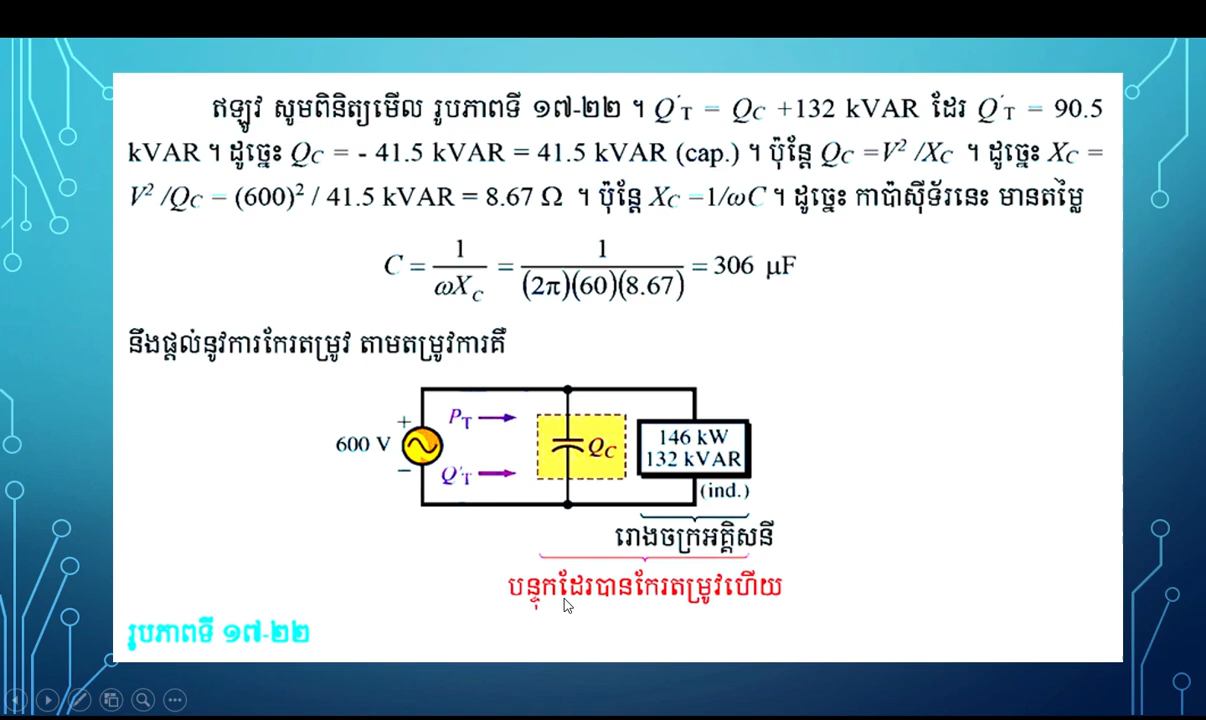 ឥឡូវ សូមពិនិត្យមើល រូបភាពទី ១៧-២២ ។ Q′T = QC +132 kVAR ដែរ Q′T = 90.5
kVAR ។ ដូច្នេះ QC = - 41.5 kVAR = 41.5 kVAR (cap.) ។ ប៉ុន្តែ QC =V² /XC ។ ដូច្នេះ XC =
V² /QC = (600)² / 41.5 kVAR = 8.67 Ω ។ ប៉ុន្តែ XC =1/ωC ។ ដូច្នេះ កាប៉ាស៊ីទ័រនេះ មានតម្លៃ
C = 1/ωXC = 1/(2π)(60)(8.67) = 306 μF
នឹងផ្តល់នូវការកែរតម្រូវ តាមតម្រូវការគឺ
600 V
+
−
PT
Q′T
QC
146 kW
132 kVAR
(ind.)
រោងចក្រអគ្គិសនី
បន្ទុកដែរបានកែរតម្រូវហើយ
រូបភាពទី ១៧-២២